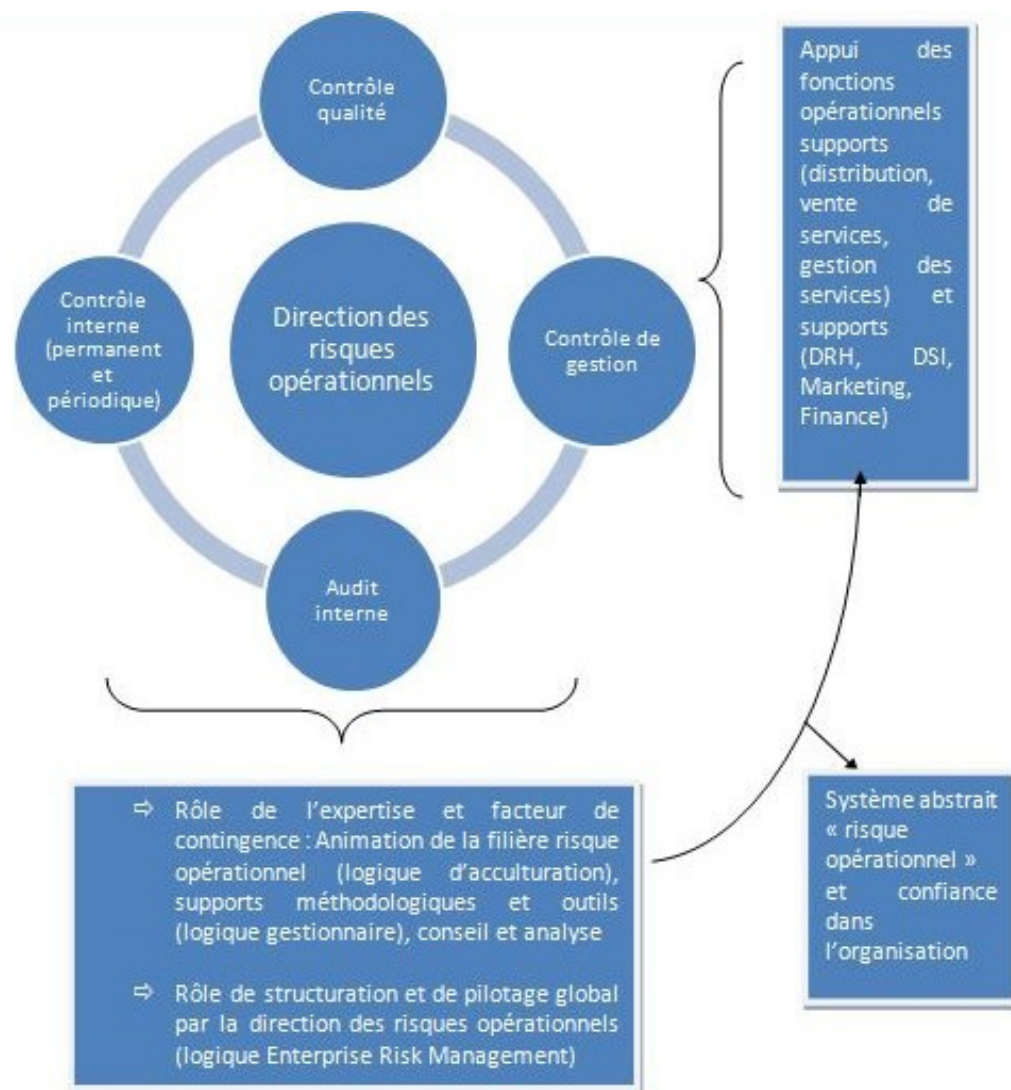 Contrôle
qualité
Contrôle
interne
(permanent
et
périodique)
Direction des
risques
opérationnels
Contrôle de
gestion
Audit
interne
Appui des
fonctions
opérationnels
supports
(distribution,
vente de
services,
gestion des
services) et
supports
(DRH, DSI,
Marketing,
Finance)
⇨ Rôle de l’expertise et facteur de
contingence : Animation de la filière risque
opérationnel (logique d’acculturation),
supports méthodologiques et outils
(logique gestionnaire), conseil et analyse
⇨ Rôle de structuration et de pilotage global
par la direction des risques opérationnels
(logique Enterprise Risk Management)
Système abstrait
« risque
opérationnel »
et confiance
dans
l’organisation